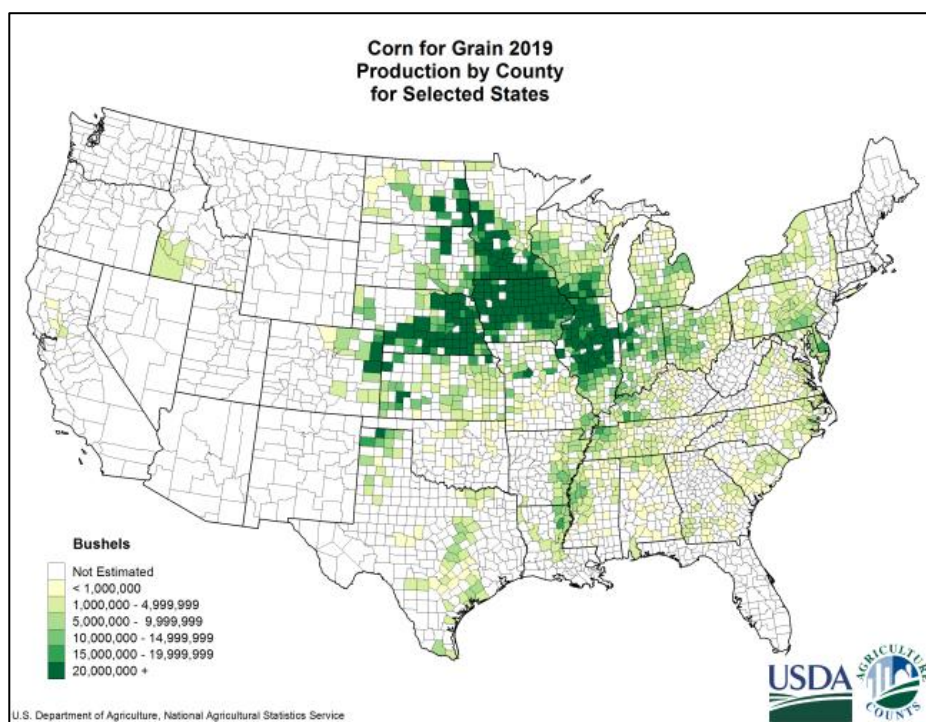 Corn for Grain 2019
Production by County
for Selected States
Bushels
Not Estimated
< 1,000,000
1,000,000 - 4,999,999
5,000,000 - 9,999,999
10,000,000 - 14,999,999
15,000,000 - 19,999,999
20,000,000 +
USDA
AGRICULTURE
COUNTS
U.S. Department of Agriculture, National Agricultural Statistics Service